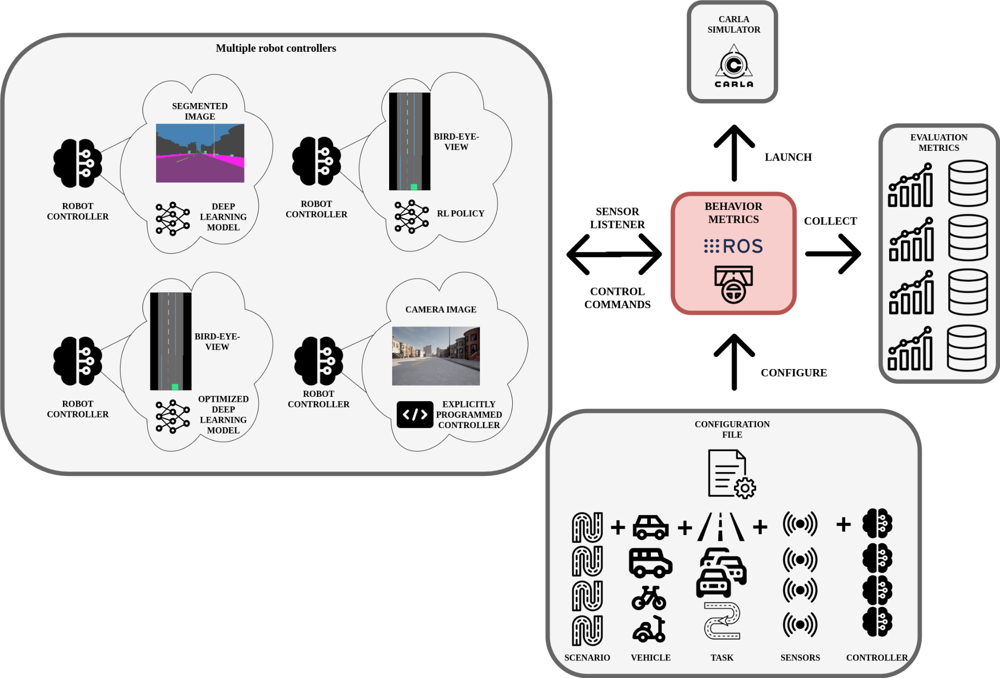 Multiple robot controllers
SEGMENTED
IMAGE
ROBOT
CONTROLLER
DEEP
LEARNING
MODEL
BIRD-EYE-
VIEW
ROBOT
CONTROLLER
RL POLICY
BIRD-EYE-
VIEW
ROBOT
CONTROLLER
OPTIMIZED
DEEP
LEARNING
MODEL
CAMERA IMAGE
ROBOT
CONTROLLER
EXPLICITLY
PROGRAMMED
CONTROLLER
SENSOR
LISTENER
CONTROL
COMMANDS
CARLA
SIMULATOR
CARLA
LAUNCH
BEHAVIOR
METRICS
ROS
COLLECT
EVALUATION
METRICS
CONFIGURE
CONFIGURATION
FILE
SCENARIO
VEHICLE
TASK
SENSORS
CONTROLLER